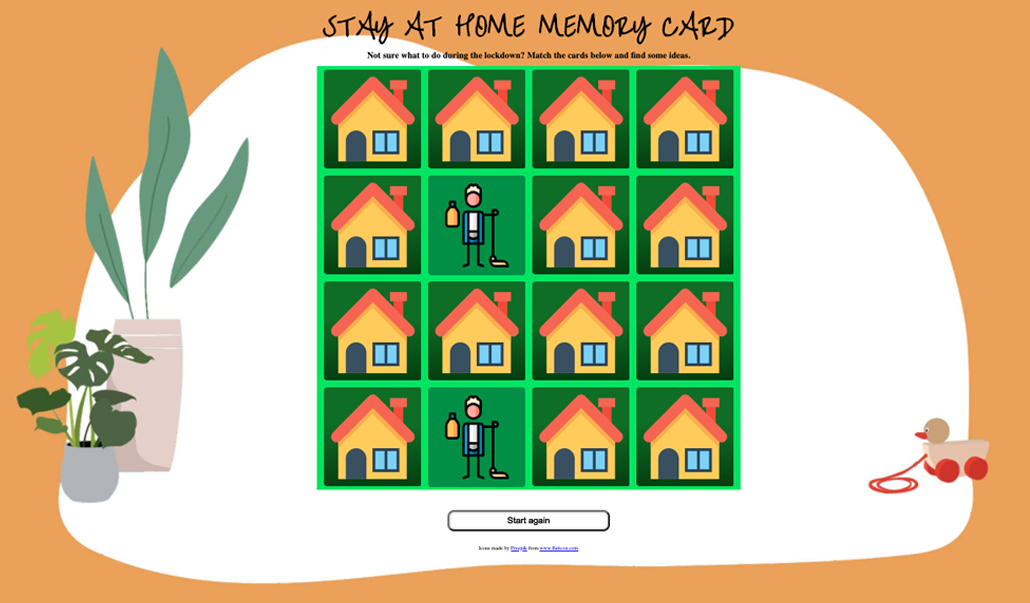 STAY AT HOME MEMORY CARD
Not sure what to do during the lockdown? Match the cards below and find some ideas.
Start again
Icons made by Freepik from www.flaticon.com